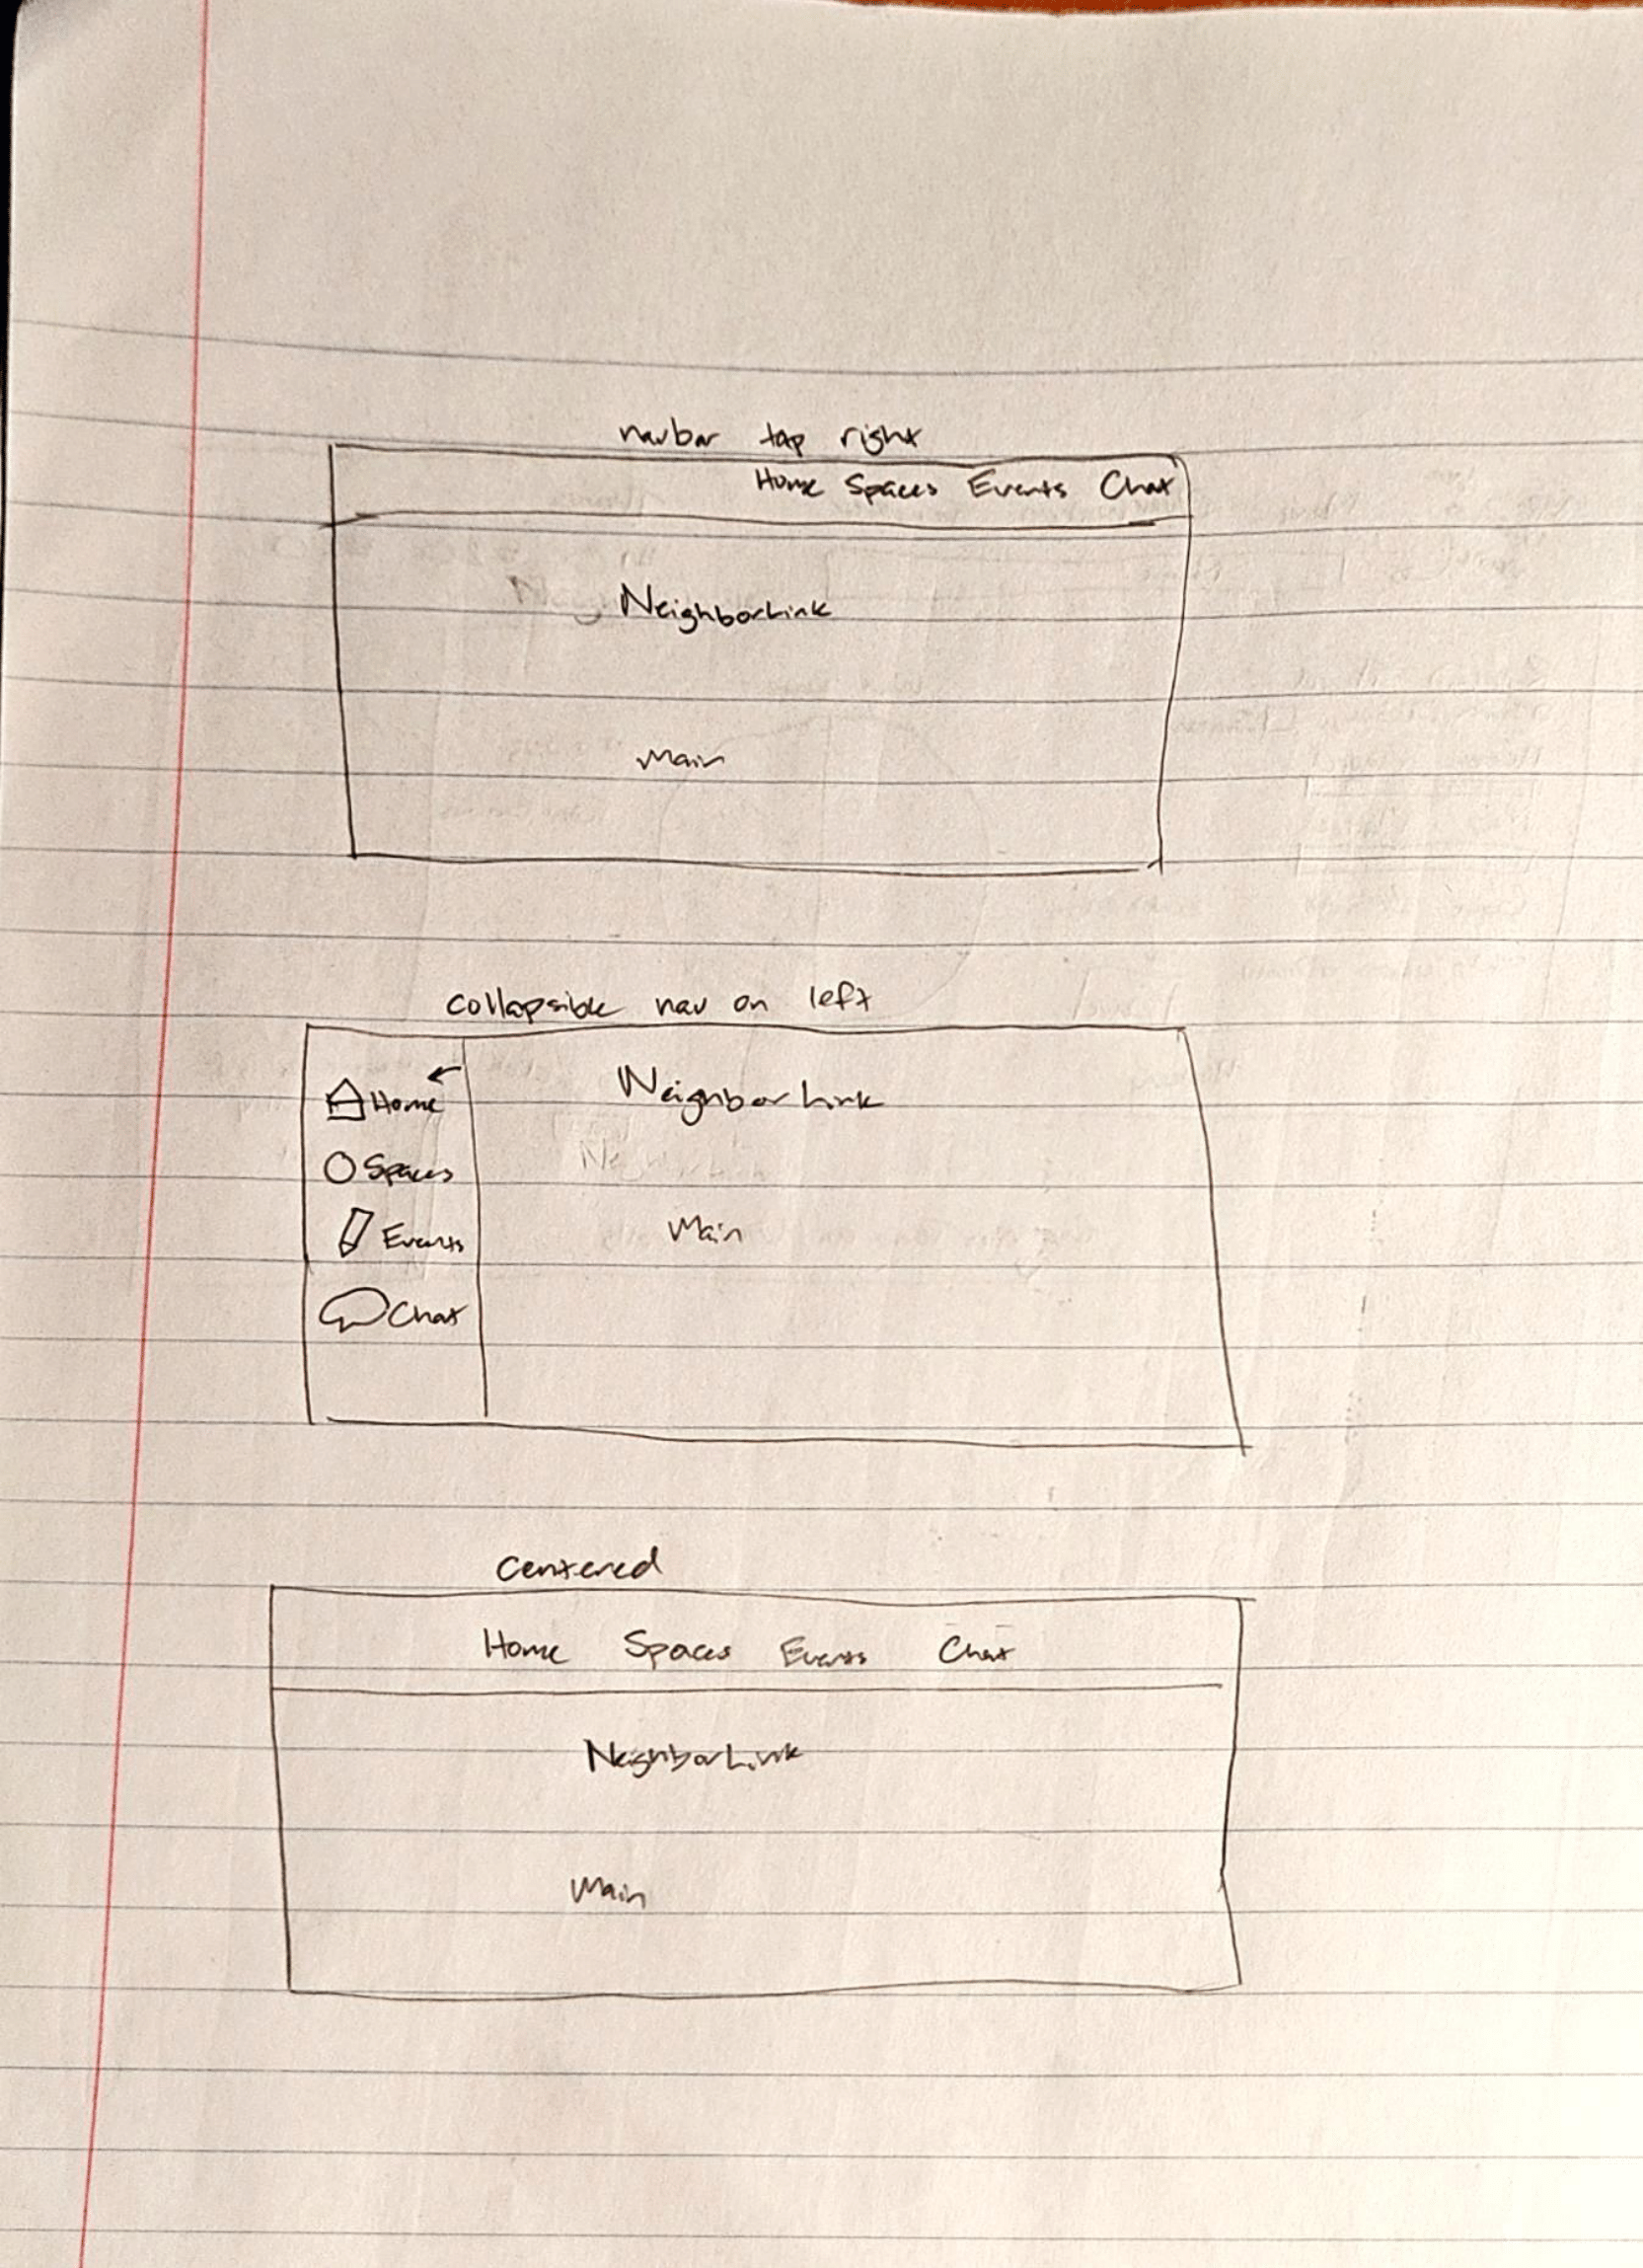 navbar top right
Home Spaces Events Chat
NeighborLink
Main
collapsible nav on left
Home
NeighborLink
Spaces
Events
Main
Chat
Centered
Home Spaces Events Chat
NeighborLink
Main